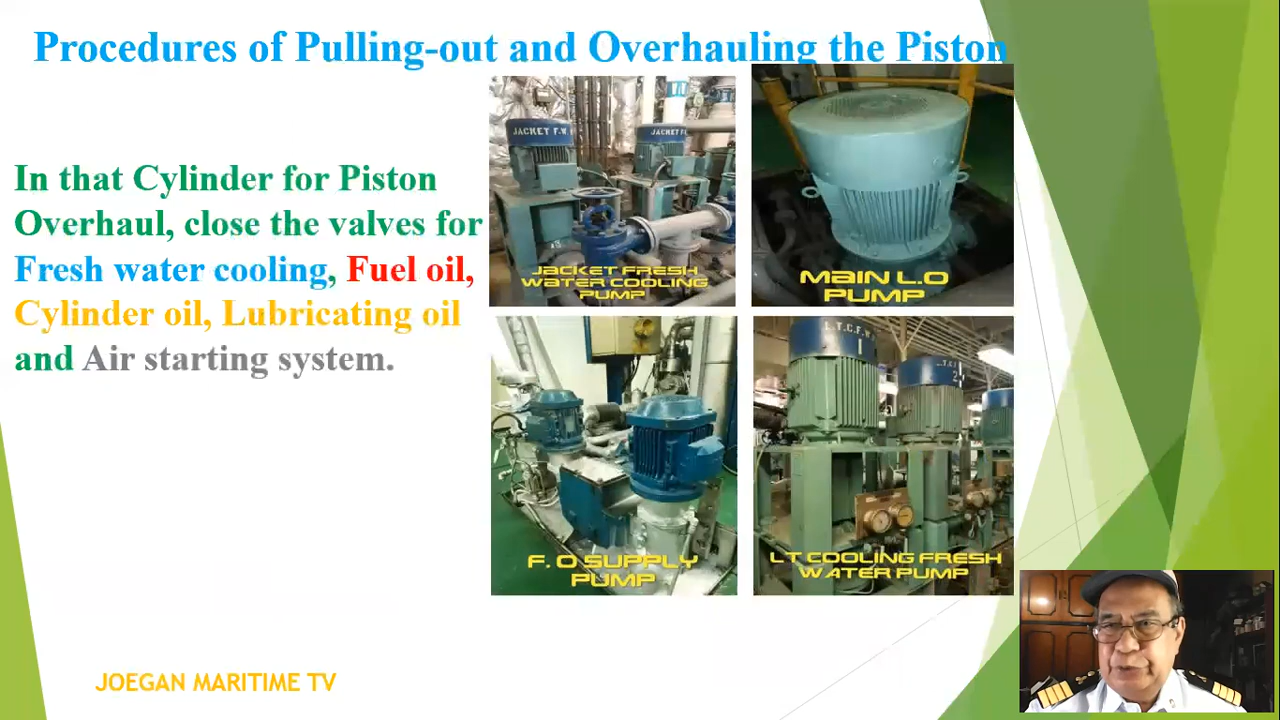 Procedures of Pulling-out and Overhauling the Piston
In that Cylinder for Piston
Overhaul, close the valves for
Fresh water cooling, Fuel oil,
Cylinder oil, Lubricating oil
and Air starting system.
JACKET F.W
JACKET F
JACKET FRESH
WATER COOLING
PUMP
MAIN L.O
PUMP
F. O SUPPLY
PUMP
L.T.C.F.W.
1
2
LT COOLING FRESH
WATER PUMP
JOEGAN MARITIME TV